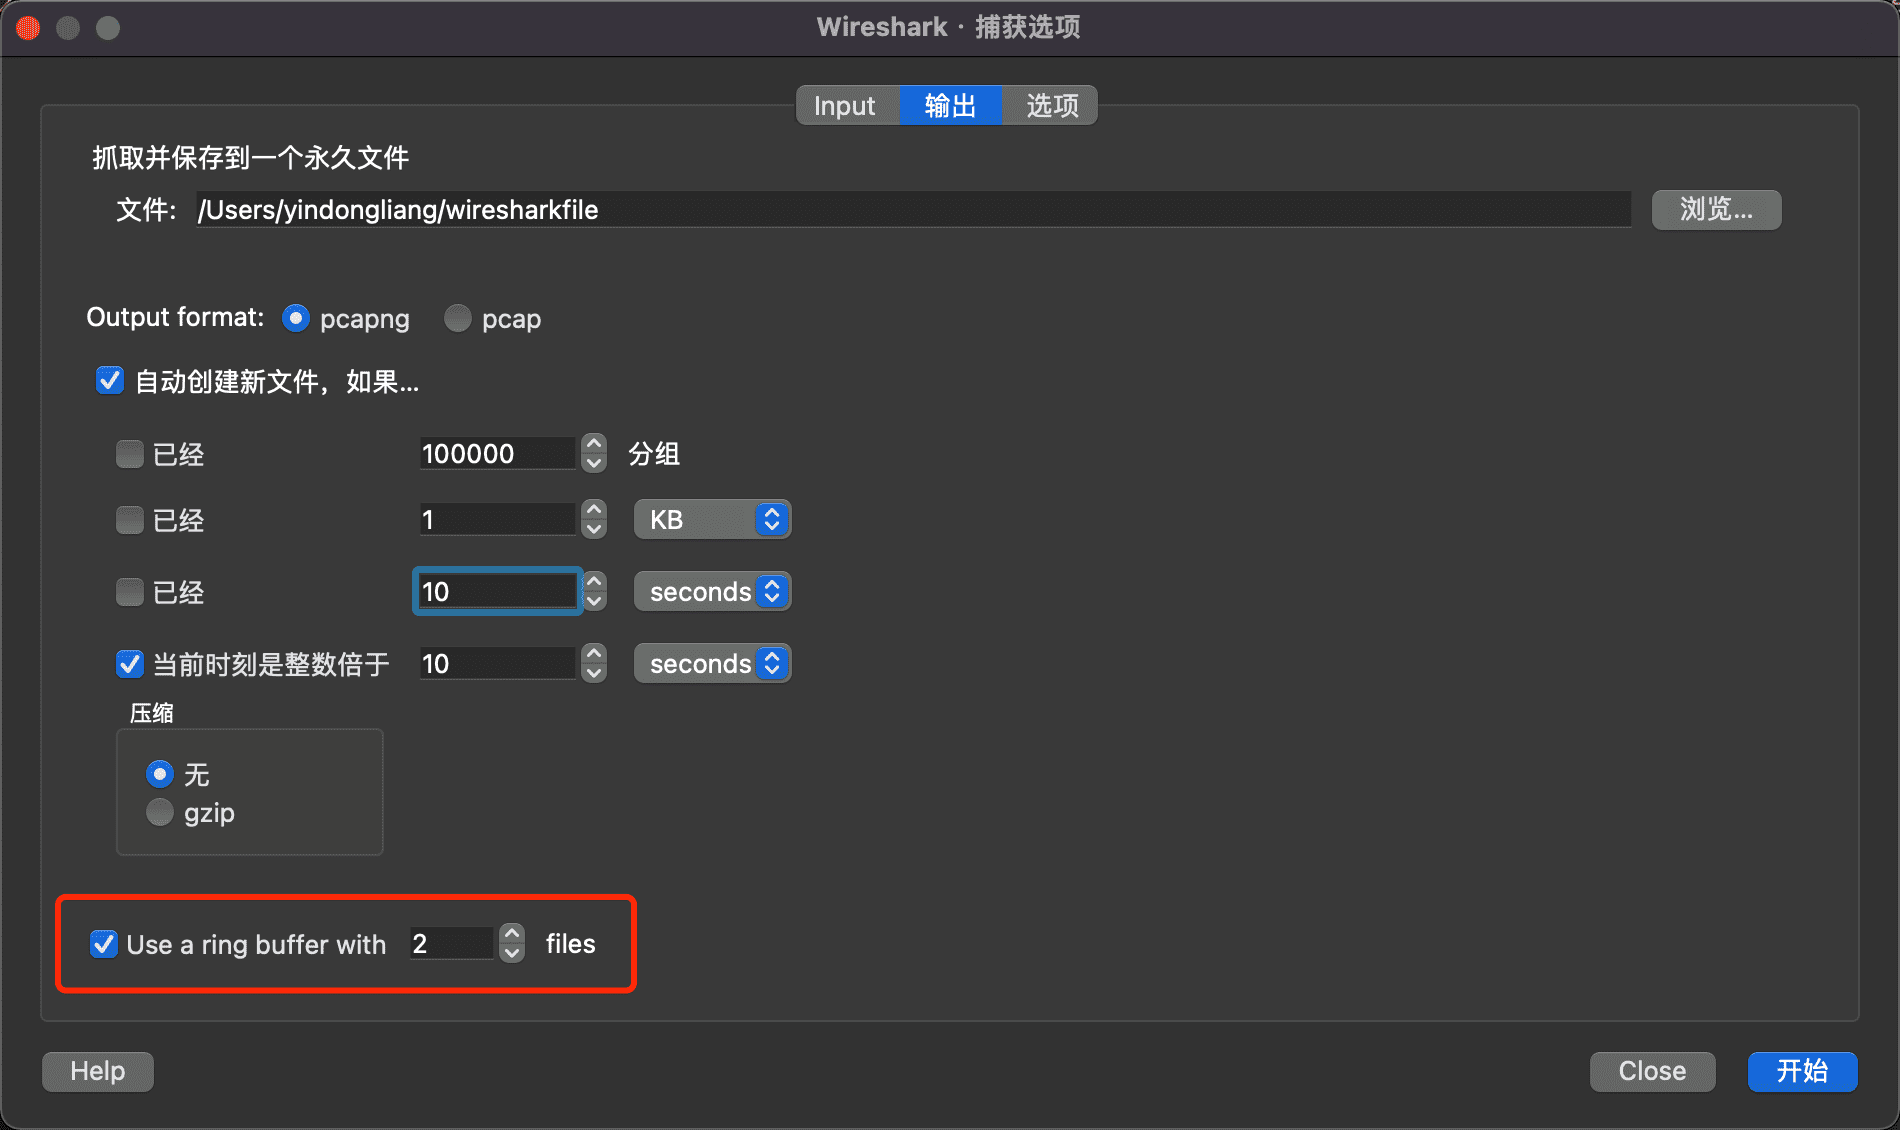 Wireshark · 捕获选项
Input 输出 选项
抓取并保存到一个永久文件
文件: /Users/yindongliang/wiresharkfile 浏览...
Output format: pcapng pcap
自动创建新文件，如果...
已经 100000 分组
已经 1 KB
已经 10 seconds
当前时刻是整数倍于 10 seconds
压缩
无
gzip
Use a ring buffer with 2 files
Help Close 开始